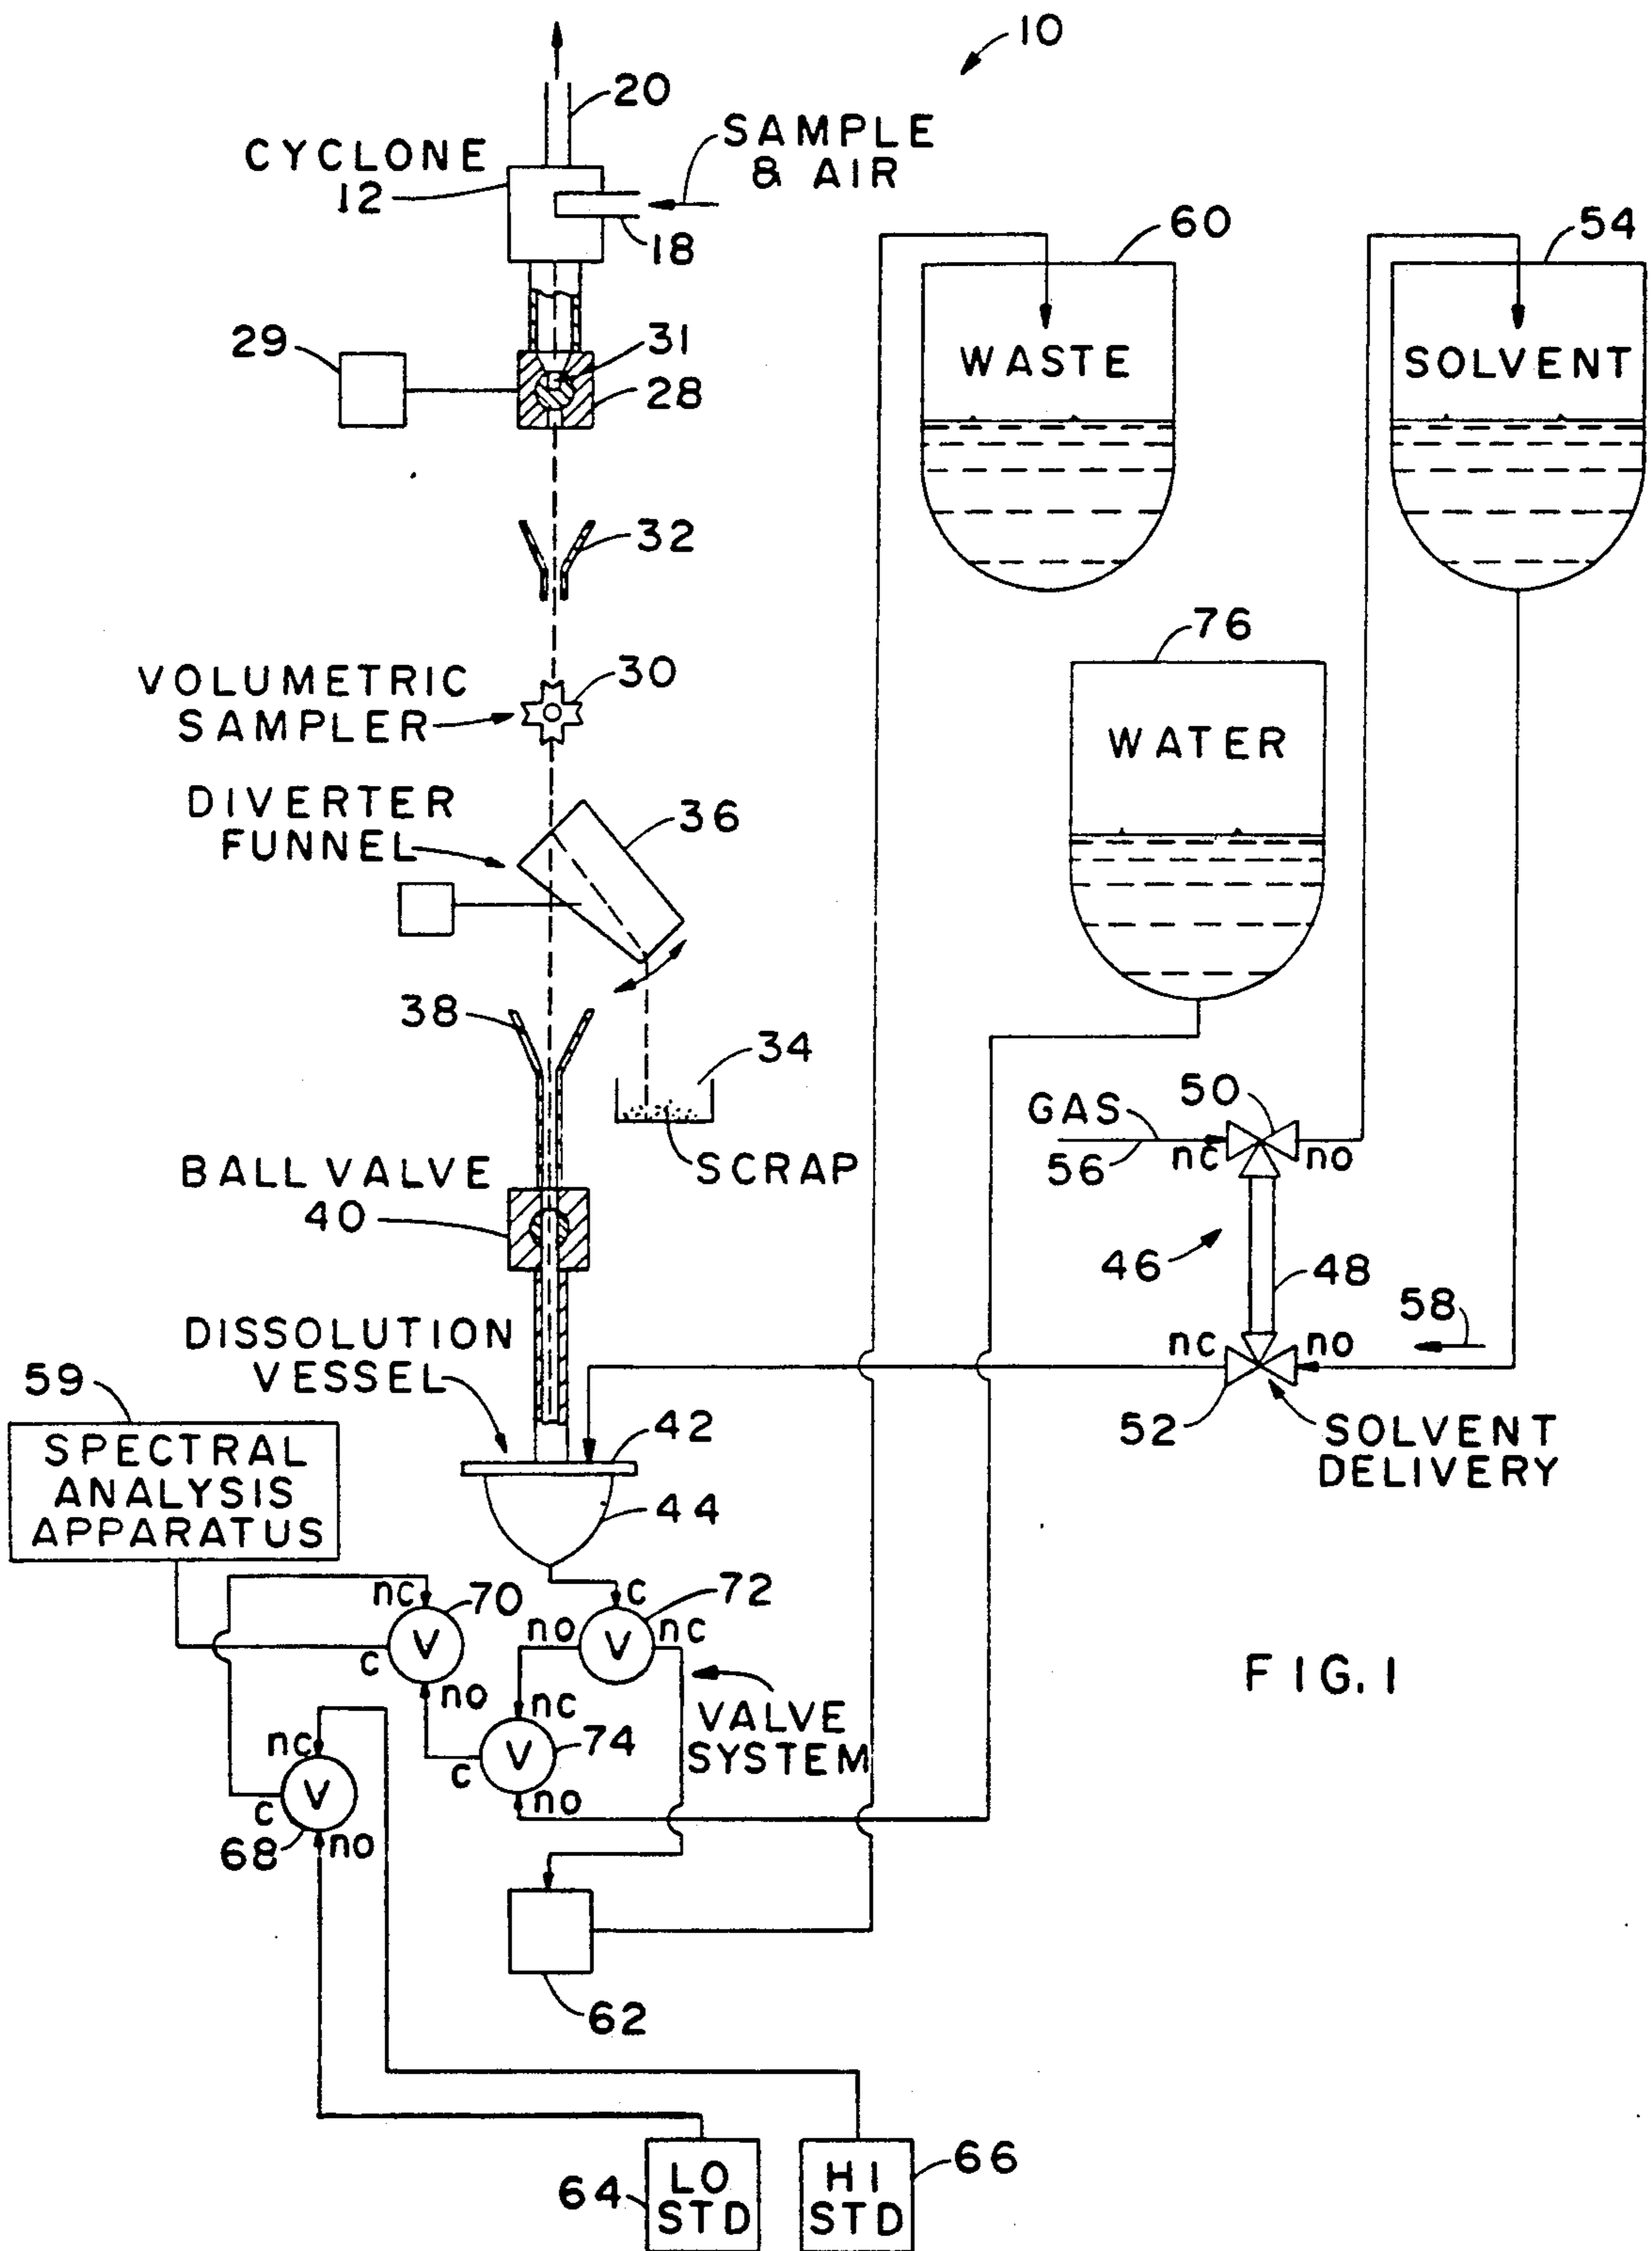 10
20
SAMPLE
& AIR
CYCLONE
12
18
60
54
29
31
28
WASTE
SOLVENT
32
76
VOLUMETRIC
SAMPLER
30
WATER
DIVERTER
FUNNEL
36
38
34
GAS
50
56
nc
no
SCRAP
BALL VALVE
40
46
48
58
DISSOLUTION
VESSEL
nc
no
59
52
SOLVENT
DELIVERY
SPECTRAL
ANALYSIS
APPARATUS
42
44
nc
70
c
72
V
no
V
nc
c
no
nc
VALVE
SYSTEM
FIG. 1
nc
V
74
c
no
V
c
68
no
62
64
LO
STD
HI
STD
66